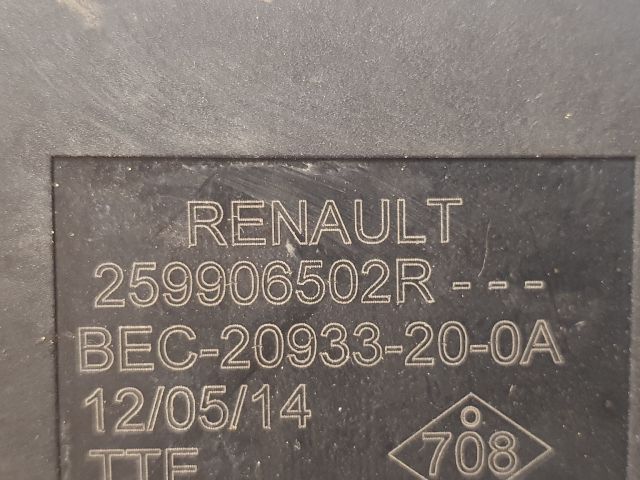 RENAULT
259906502R - - -
BEC-20933-20-0A
12/05/14
708